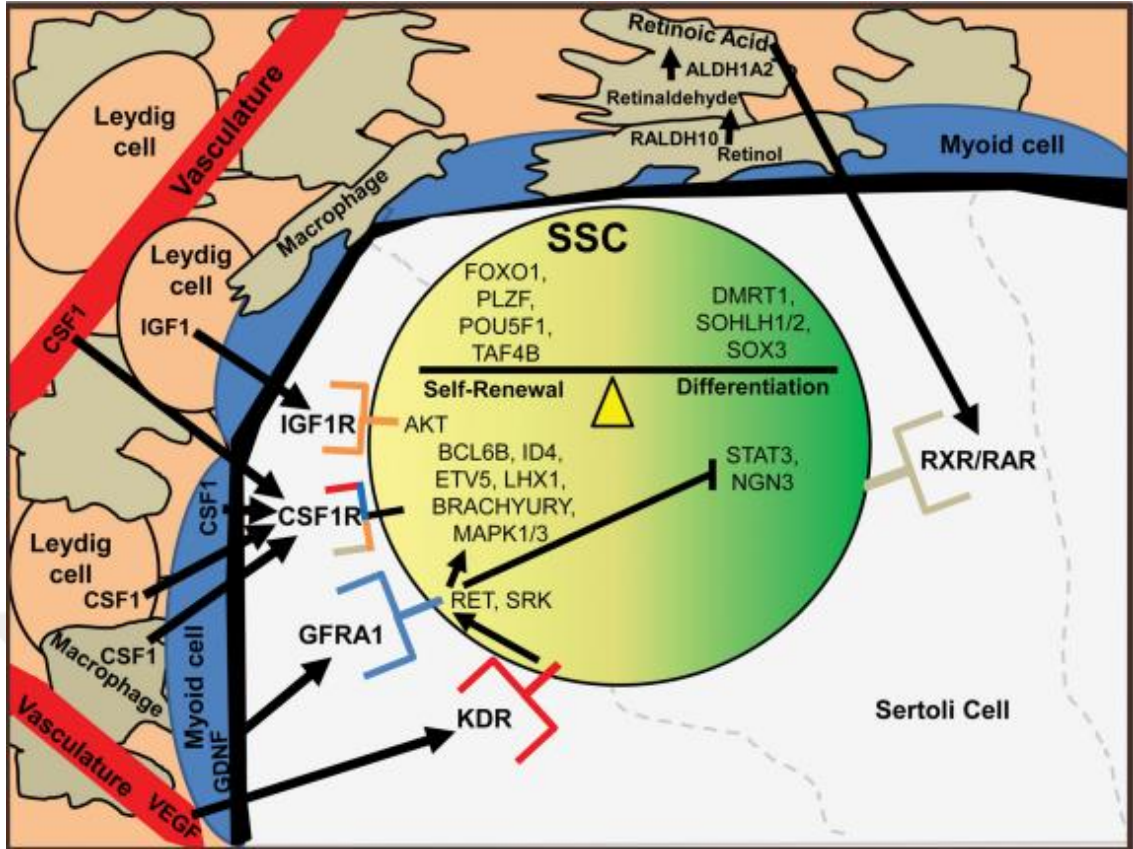 Retinoic Acid
ALDH1A2
Retinaldehyde
RALDH10
Retinol
Myoid cell
Leydig
cell
Vasculature
Macrophage
Leydig
cell
IGF1
CSF1
SSC
FOXO1,
PLZF,
POU5F1,
TAF4B
DMRT1,
SOHLH1/2,
SOX3
Self-Renewal
Differentiation
IGF1R
AKT
BCL6B, ID4,
ETV5, LHX1,
BRACHYURY,
MAPK1/3
STAT3,
NGN3
RXR/RAR
CSF1
CSF1R
Leydig
cell
CSF1
RET, SRK
GFRA1
Macrophage
CSF1
Myoid cell
GDNF
KDR
Sertoli Cell
Vasculature
VEGF